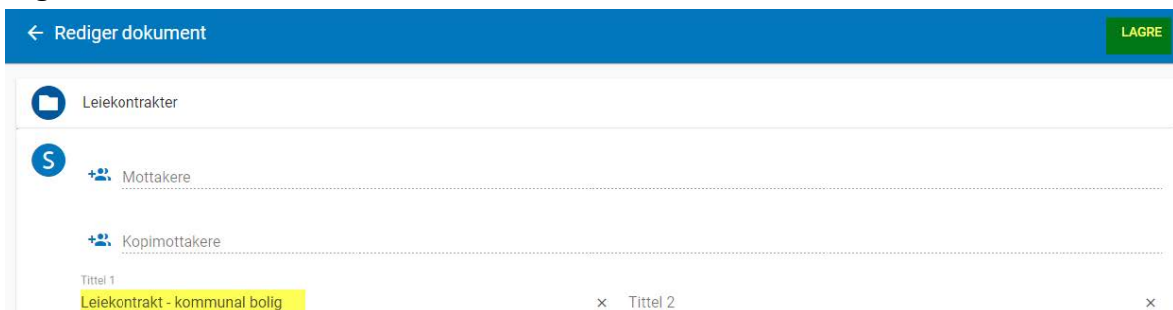 ← Rediger dokument LAGRE
Leiekontrakter
S
Mottakere
Kopimottakere
Tittel 1
Leiekontrakt - kommunal bolig × Tittel 2 ×